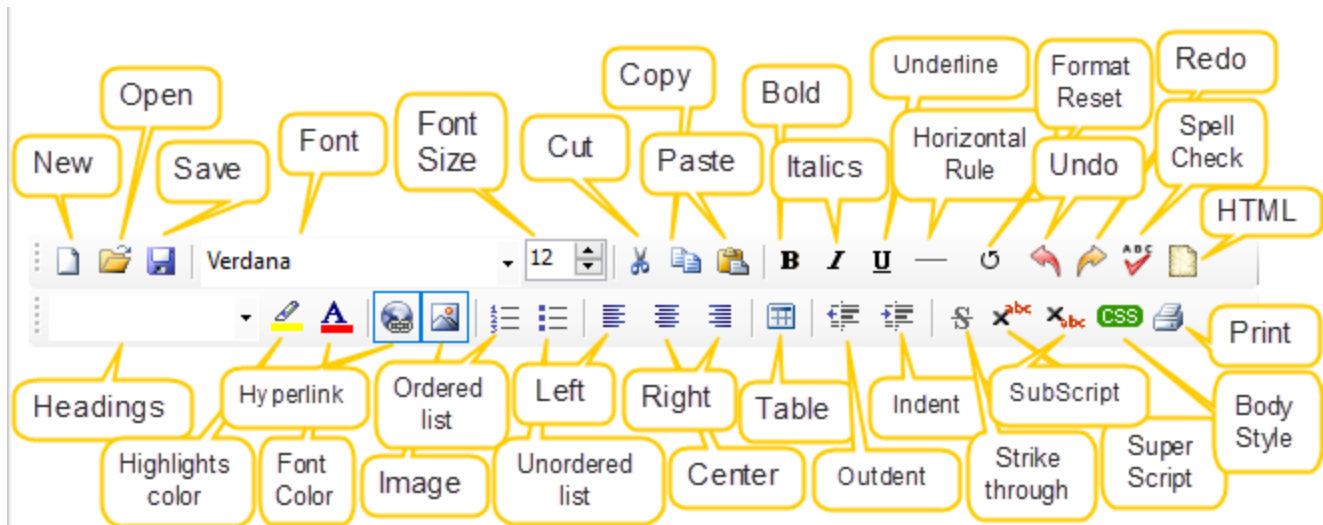 Underline
Format
Reset
Redo
Copy
Bold
Open
Font
Font
Size
Cut
Paste
Italics
Horizontal
Rule
Undo
Spell
Check
New
Save
HTML
Verdana
12
B
I
U
ABC
A
abc
abc
CSS
Print
Headings
Hyperlink
Ordered
list
Left
Right
Table
Indent
SubScript
Body
Style
Highlights
color
Font
Color
Image
Unordered
list
Center
Outdent
Strike
through
Super
Script